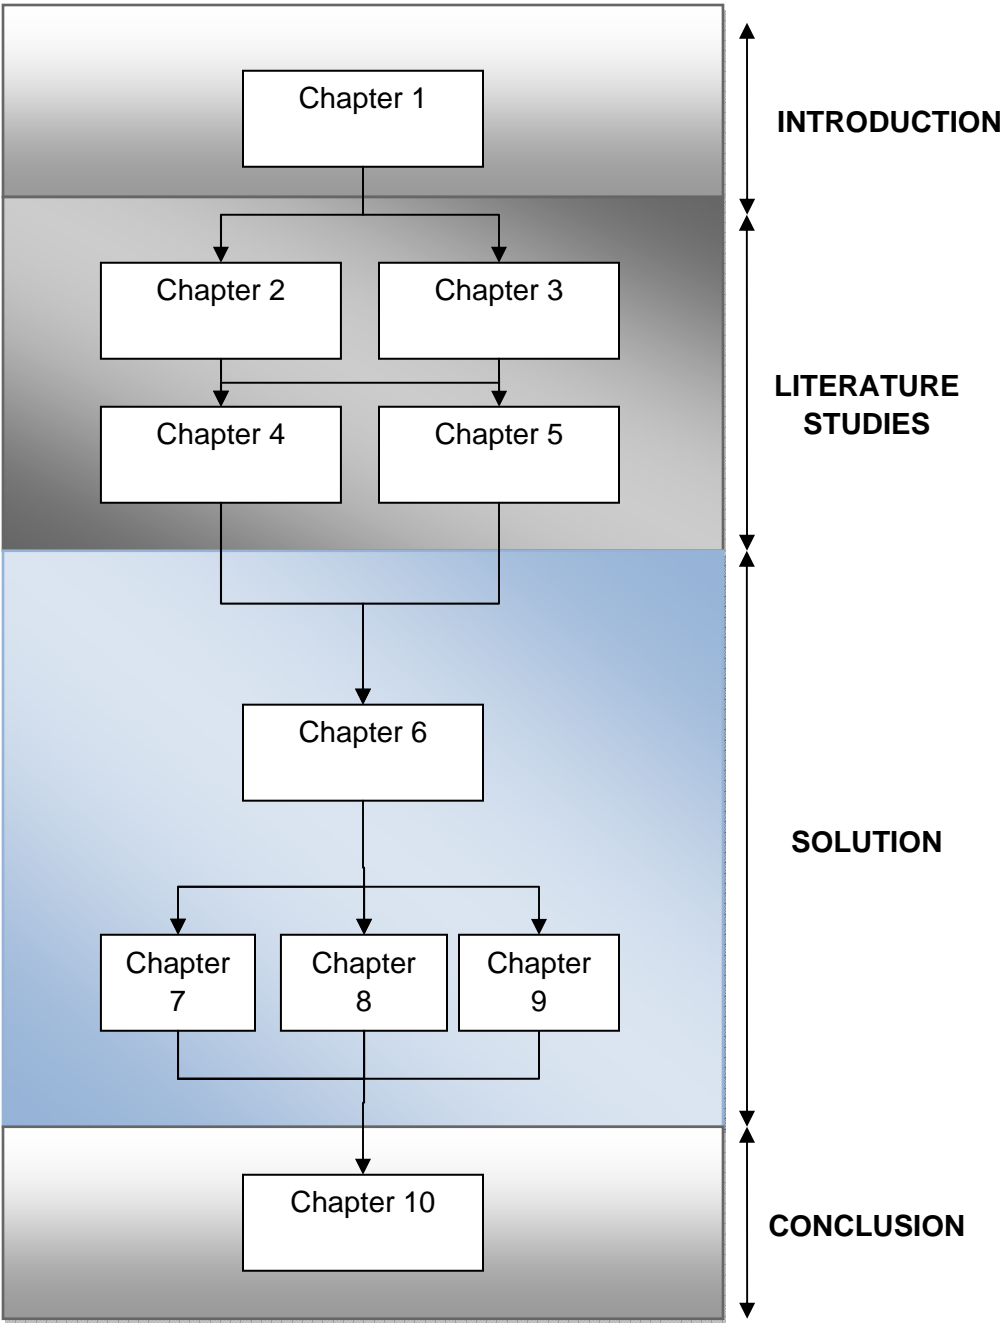 Chapter 1
INTRODUCTION
Chapter 2
Chapter 3
LITERATURE
STUDIES
Chapter 4
Chapter 5
Chapter 6
SOLUTION
Chapter
7
Chapter
8
Chapter
9
Chapter 10
CONCLUSION